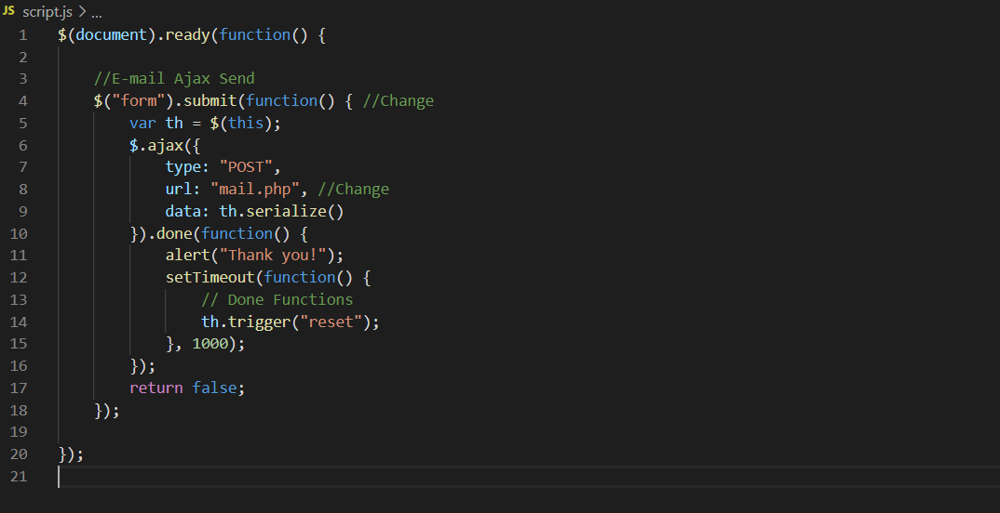 JS script.js > ...
1 $(document).ready(function() {
2
3     //E-mail Ajax Send
4     $("form").submit(function() { //Change
5         var th = $(this);
6         $.ajax({
7             type: "POST",
8             url: "mail.php", //Change
9             data: th.serialize()
10         }).done(function() {
11             alert("Thank you!");
12             setTimeout(function() {
13                 // Done Functions
14                 th.trigger("reset");
15             }, 1000);
16         });
17         return false;
18     });
19
20 });
21